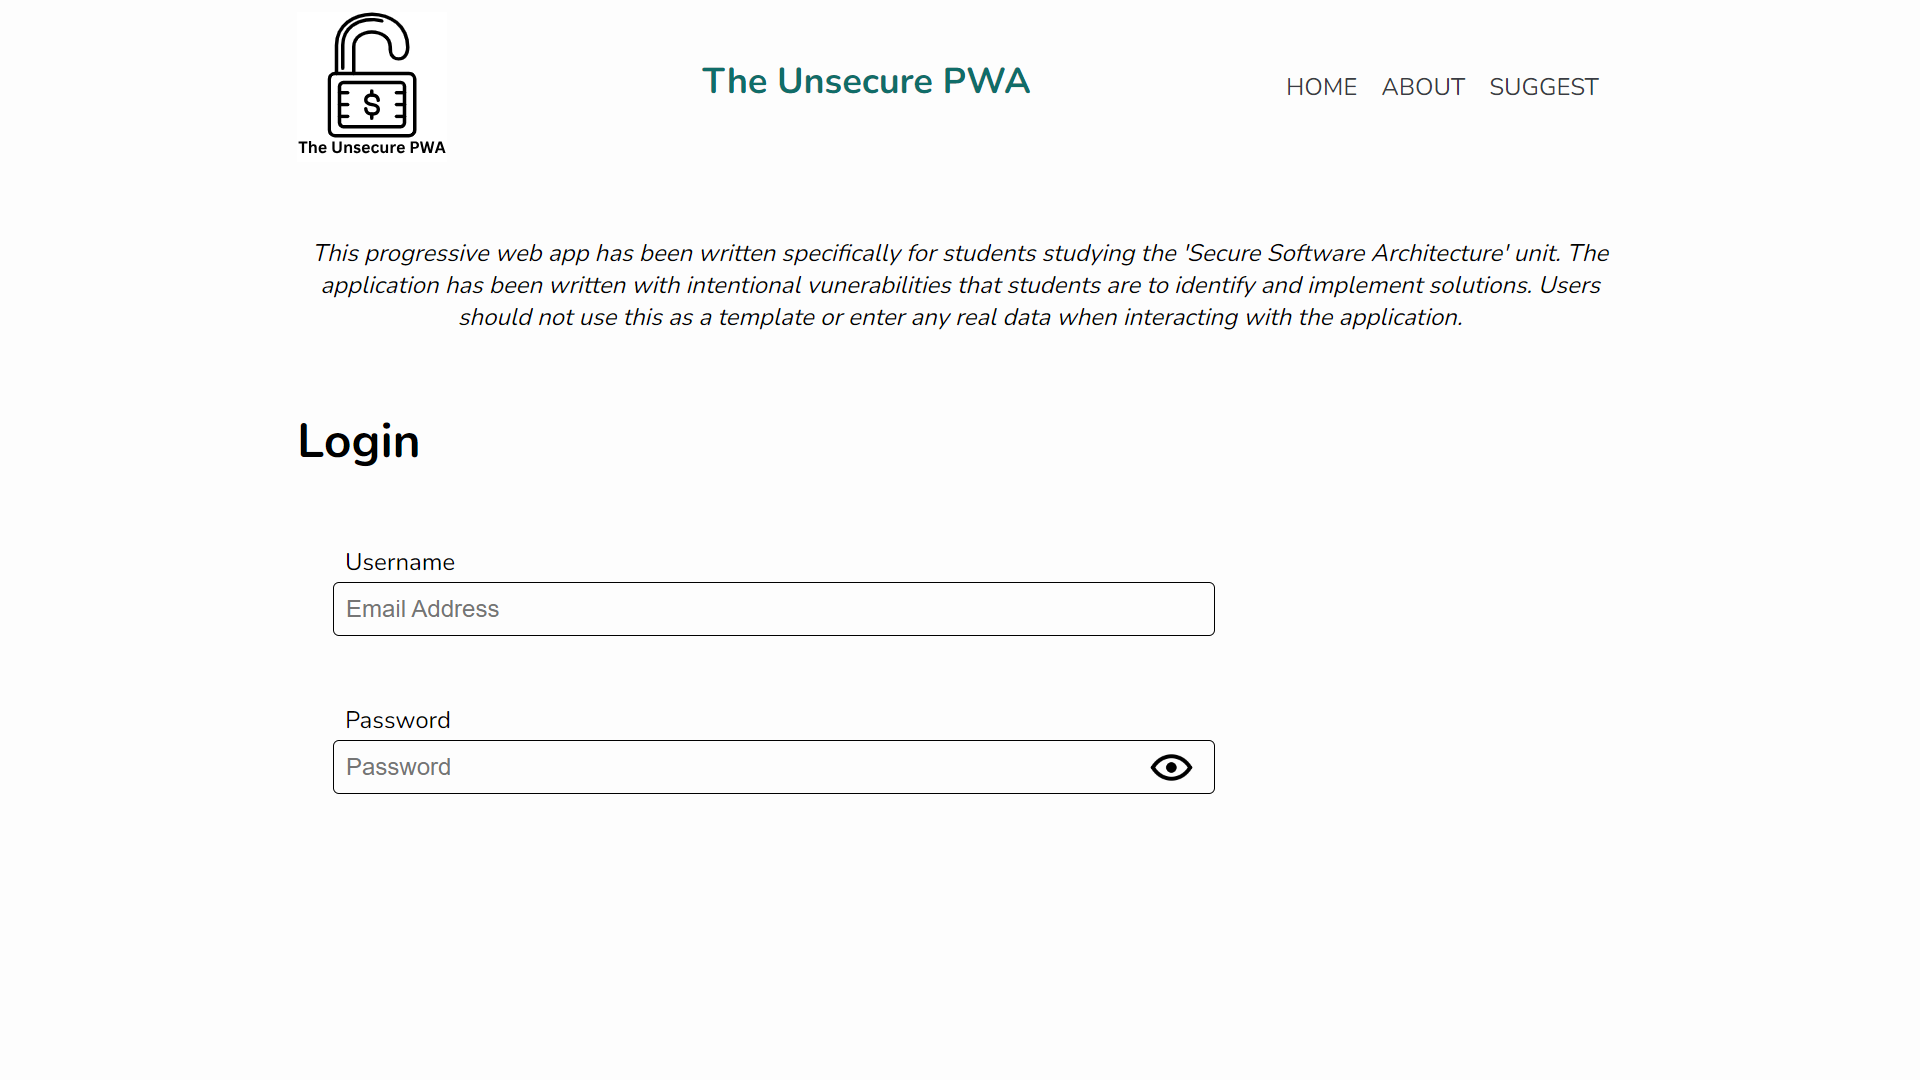 $
The Unsecure PWA
The Unsecure PWA
HOME ABOUT SUGGEST
This progressive web app has been written specifically for students studying the 'Secure Software Architecture' unit. The
application has been written with intentional vunerabilities that students are to identify and implement solutions. Users
should not use this as a template or enter any real data when interacting with the application.
Login
Username
Email Address
Password
Password